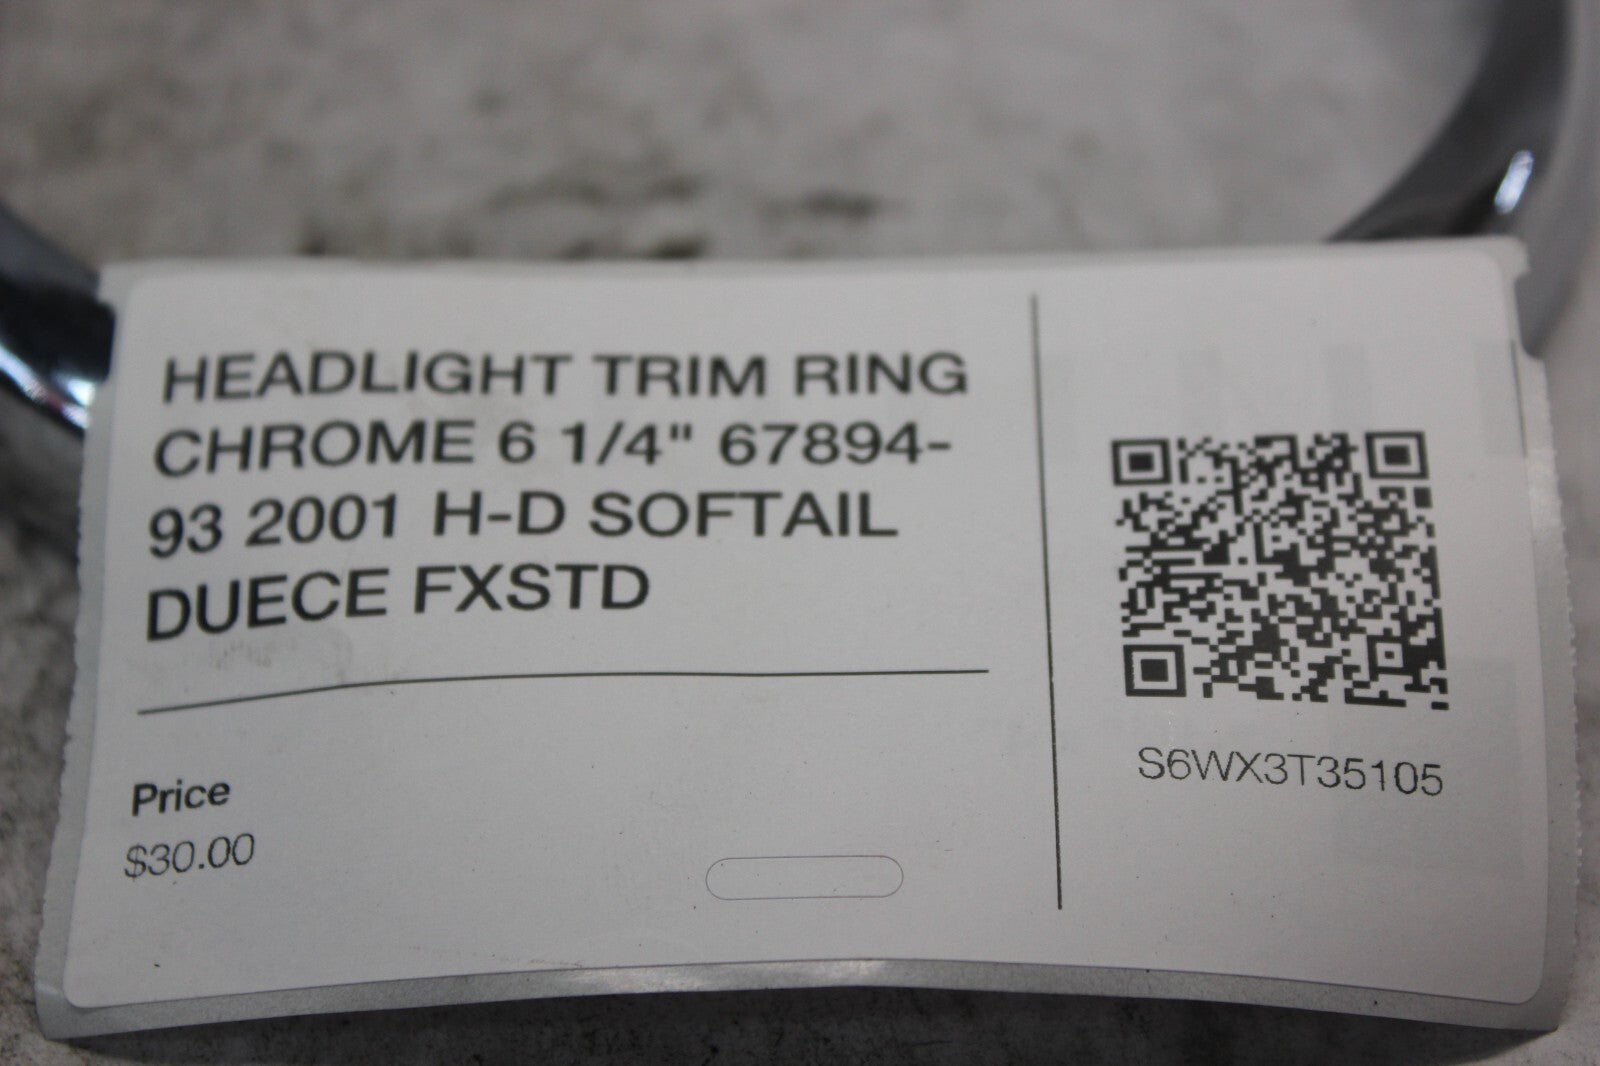 HEADLIGHT TRIM RING
CHROME 6 1/4" 67894-
93 2001 H-D SOFTAIL
DUECE FXSTD
Price
$30.00
S6WX3T35105